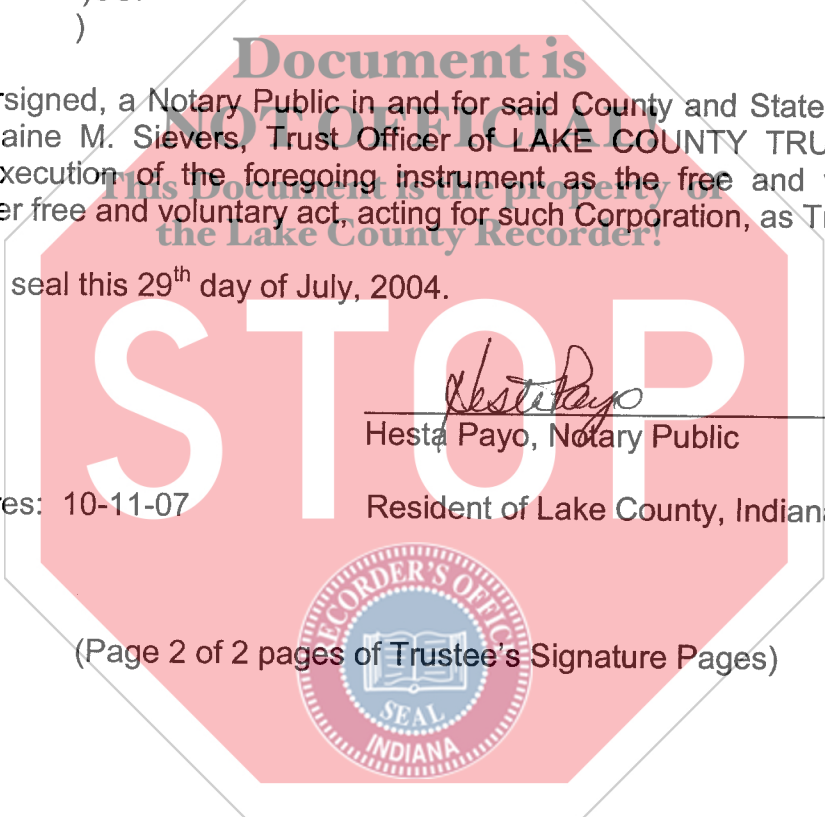 )
Document is
rsigned, a Notary Public in and for said County and State
NOT OFFICIAL!
aine M. Sievers, Trust Officer of LAKE COUNTY TRU
xecution of the foregoing instrument as the free and
This Document is the property of
er free and voluntary act, acting for such Corporation, as Tr
the Lake County Recorder!
seal this 29th day of July, 2004.
STOP
Hesta Payo
Hesta Payo, Notary Public
es: 10-11-07
Resident of Lake County, Indiana
RECORDER'S OFFICE
(Page 2 of 2 pages of Trustee's Signature Pages)
SEAL
INDIANA